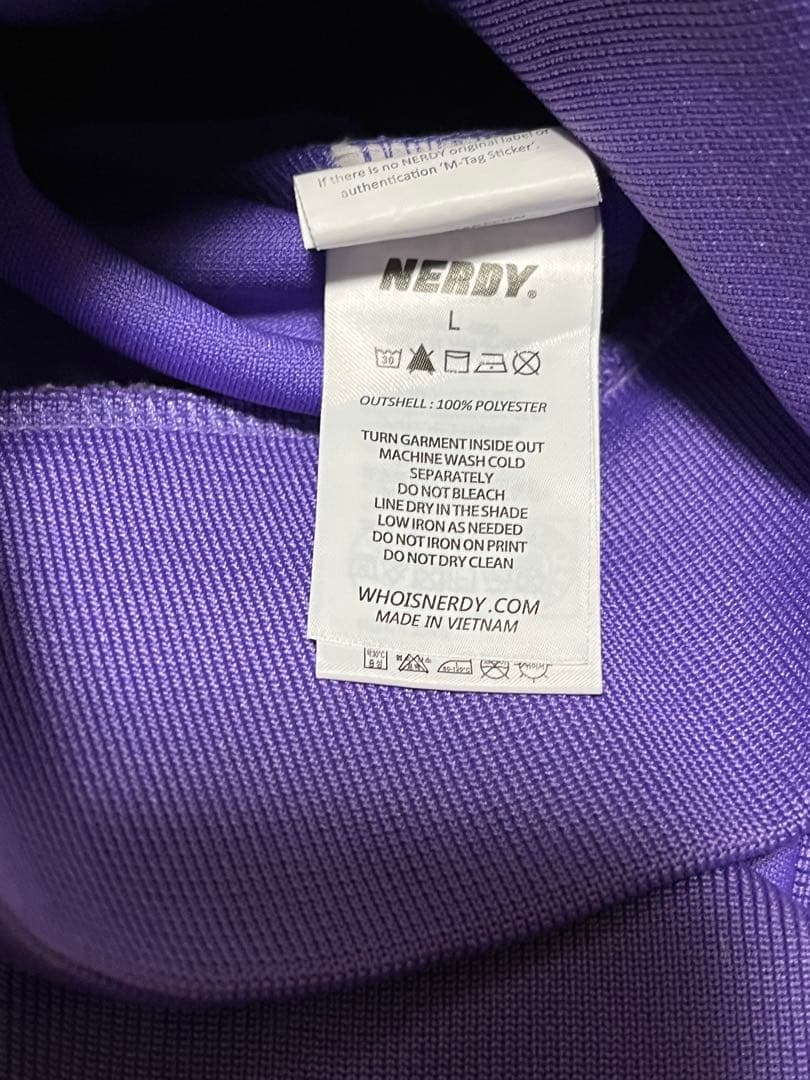 If there is no NERDY original label or
authentication 'M-Tag Sticker'.
NERDY®
L
30
OUTSHELL : 100% POLYESTER
TURN GARMENT INSIDE OUT
MACHINE WASH COLD
SEPARATELY
DO NOT BLEACH
LINE DRY IN THE SHADE
LOW IRON AS NEEDED
DO NOT IRON ON PRINT
DO NOT DRY CLEAN
WHOISNERDY.COM
MADE IN VIETNAM